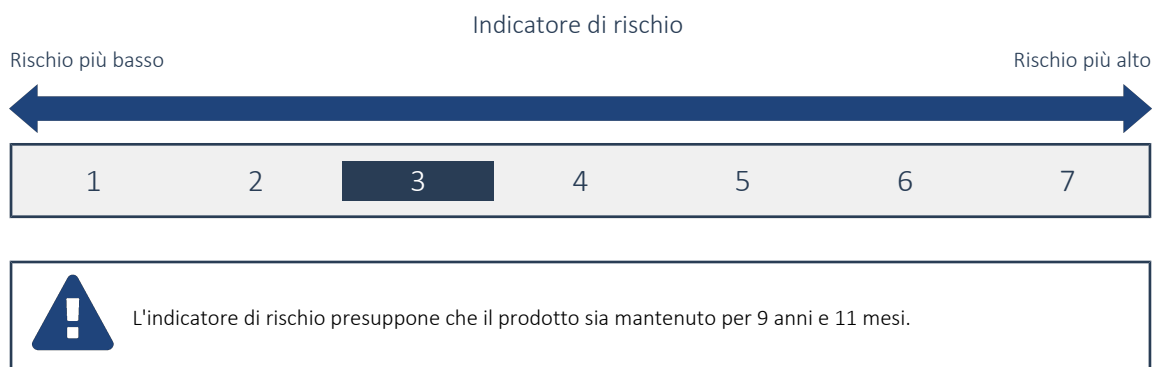 Indicatore di rischio
Rischio più basso Rischio più alto
1 2 3 4 5 6 7
L'indicatore di rischio presuppone che il prodotto sia mantenuto per 9 anni e 11 mesi.